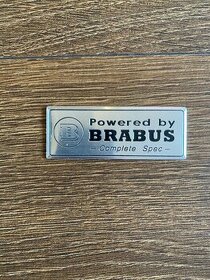 B
Powered by
BRABUS
- Complete Spec -